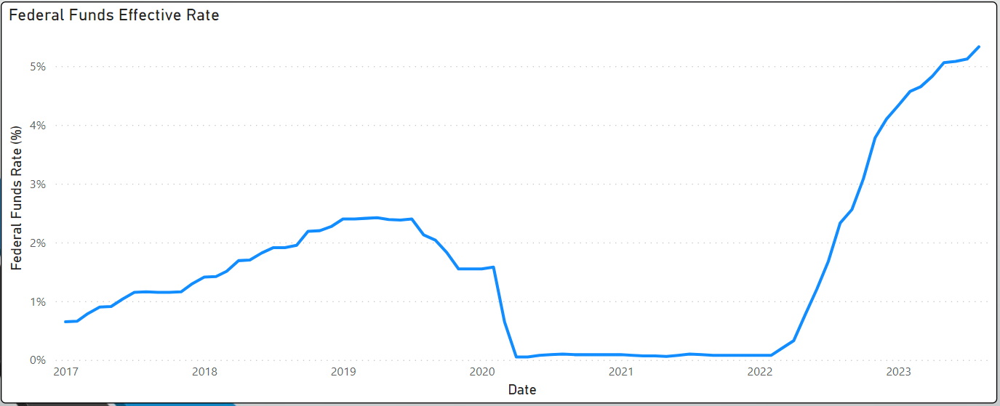 Federal Funds Effective Rate
Federal Funds Rate (%)
5%
4%
3%
2%
1%
0%
2017 2018 2019 2020 2021 2022 2023
Date